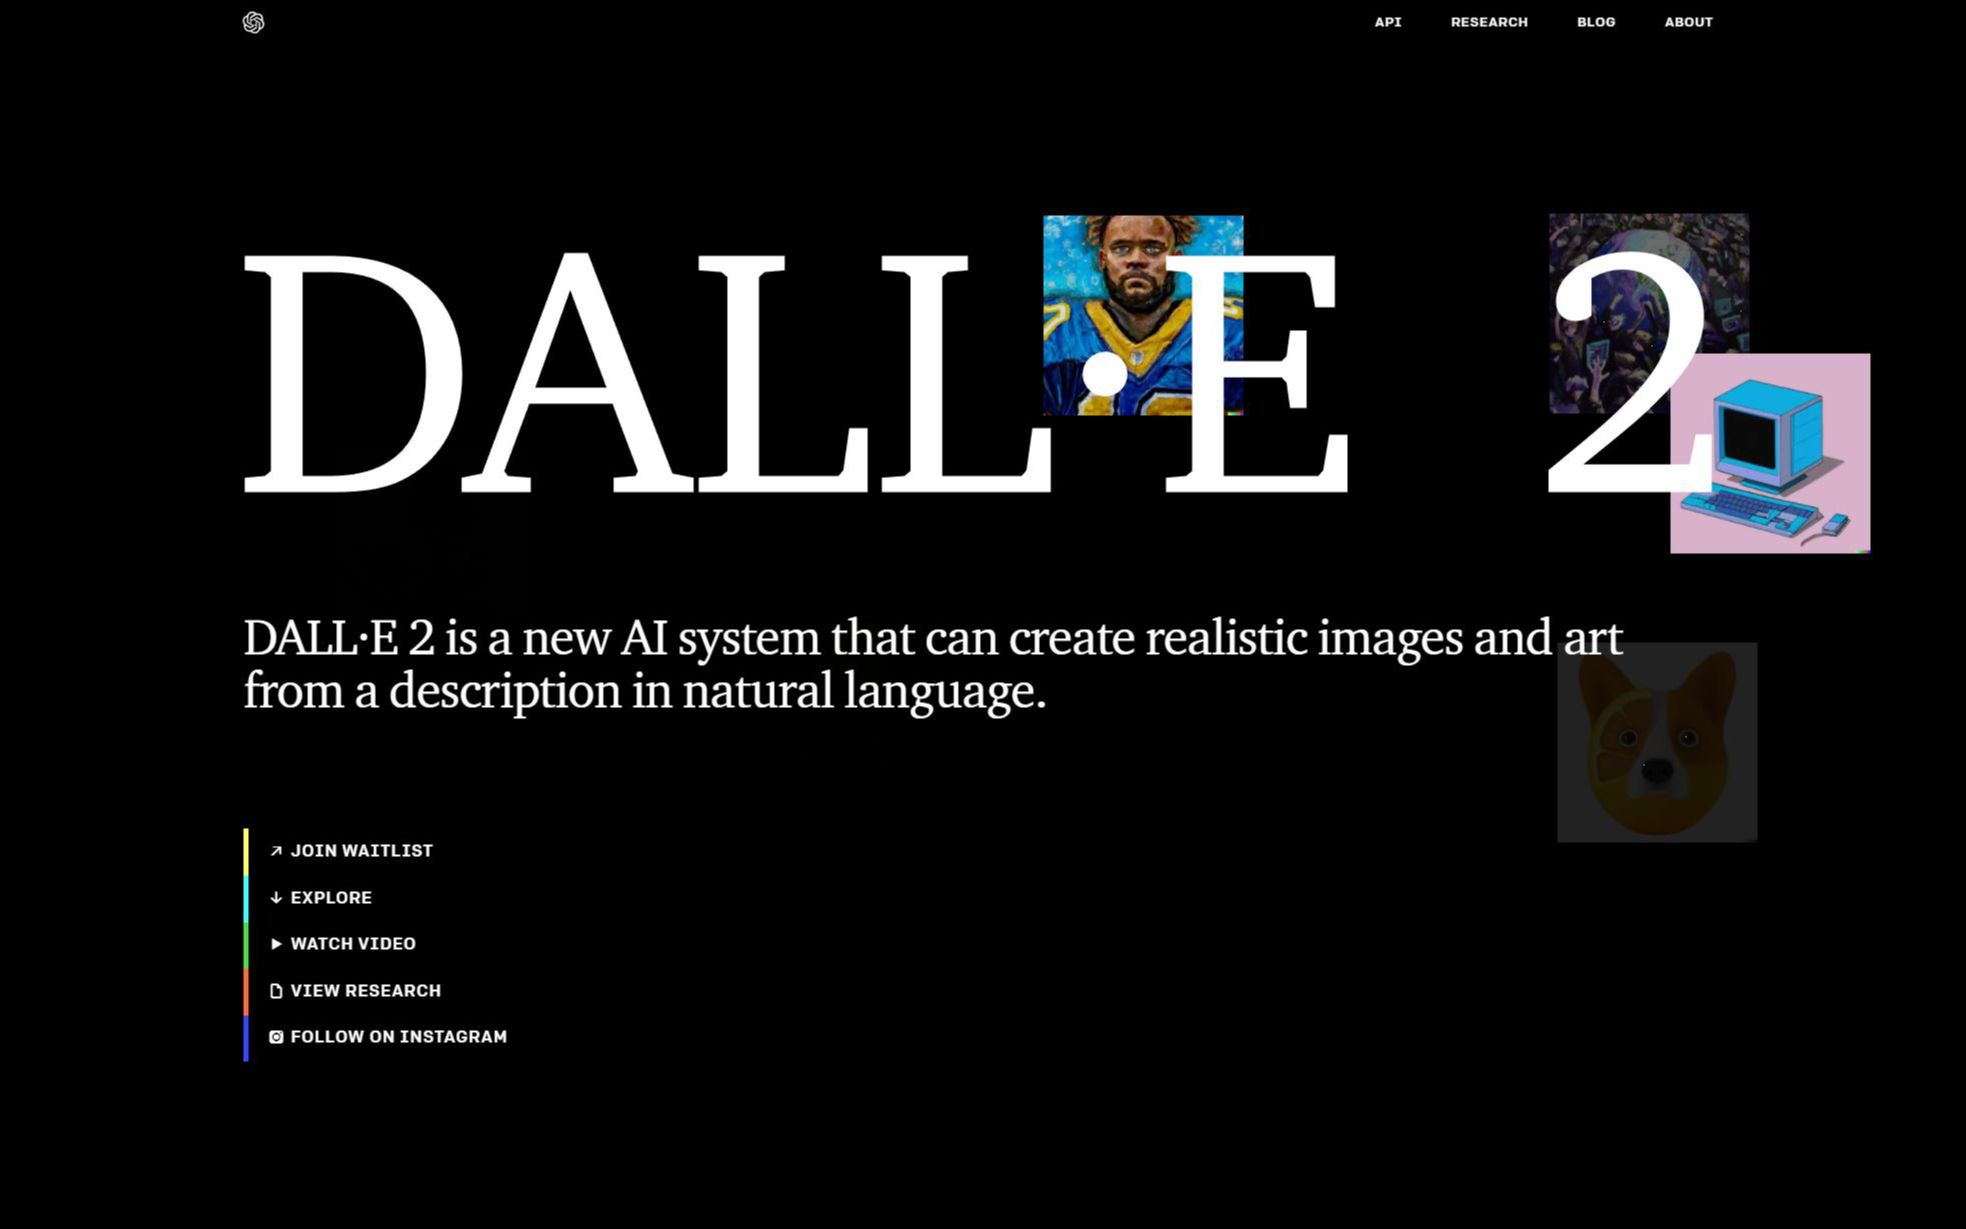 API RESEARCH BLOG ABOUT
DALL·E 2
DALL·E 2 is a new AI system that can create realistic images and art
from a description in natural language.
JOIN WAITLIST
EXPLORE
WATCH VIDEO
VIEW RESEARCH
FOLLOW ON INSTAGRAM